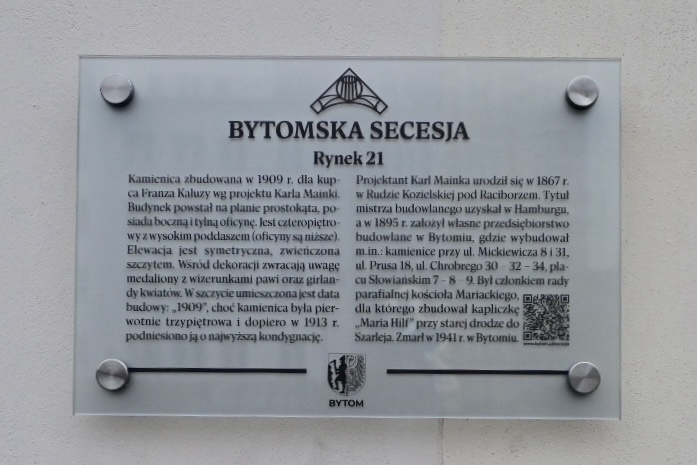 BYTOMSKA SECESJA
Rynek 21
Kamienica zbudowana w 1909 r. dla kup-
ca Franza Kaluzy wg projektu Karla Mainki.
Budynek powstał na planie prostokąta, po-
siada boczną i tylną oficynę. Jest czteropiętro-
wy z wysokim poddaszem (oficyny są niższe).
Elewacja jest symetryczna, zwieńczona
szczytem. Wśród dekoracji zwracają uwagę
medaliony z wizerunkami pawi oraz girlan-
dy kwiatów. W szczycie umieszczona jest data
budowy: „1909”, choć kamienica była pier-
wotnie trzypiętrowa i dopiero w 1913 r.
podniesiono ją o najwyższą kondygnację.
Projektant Karl Mainka urodził się w 1867 r.
w Rudzie Kozielskiej pod Raciborzem. Tytuł
mistrza budowlanego uzyskał w Hamburgu,
a w 1895 r. założył własne przedsiębiorstwo
budowlane w Bytomiu, gdzie wybudował
m.in.: kamienice przy ul. Mickiewicza 8 i 31,
ul. Prusa 18, ul. Chrobrego 30 – 32 – 34, pla-
cu Słowiańskim 7 – 8 – 9. Był członkiem rady
parafialnej kościoła Mariackiego,
dla którego zbudował kapliczkę
„Maria Hilf” przy starej drodze do
Szarleja. Zmarł w 1941 r. w Bytomiu.
BYTOM